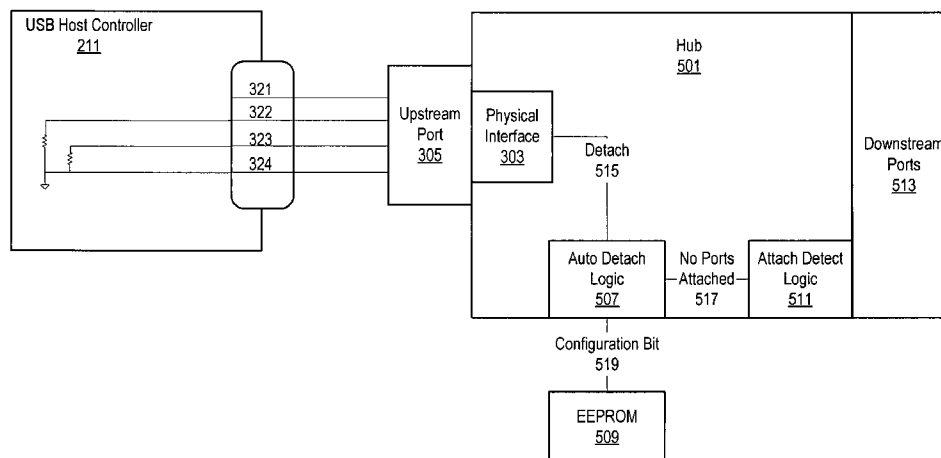 USB Host Controller
211
321
322
323
324
Upstream
Port
305
Physical
Interface
303
Hub
501
Detach
515
Downstream
Ports
513
Auto Detach
Logic
507
No Ports
Attached
517
Attach Detect
Logic
511
Configuration Bit
519
EEPROM
509